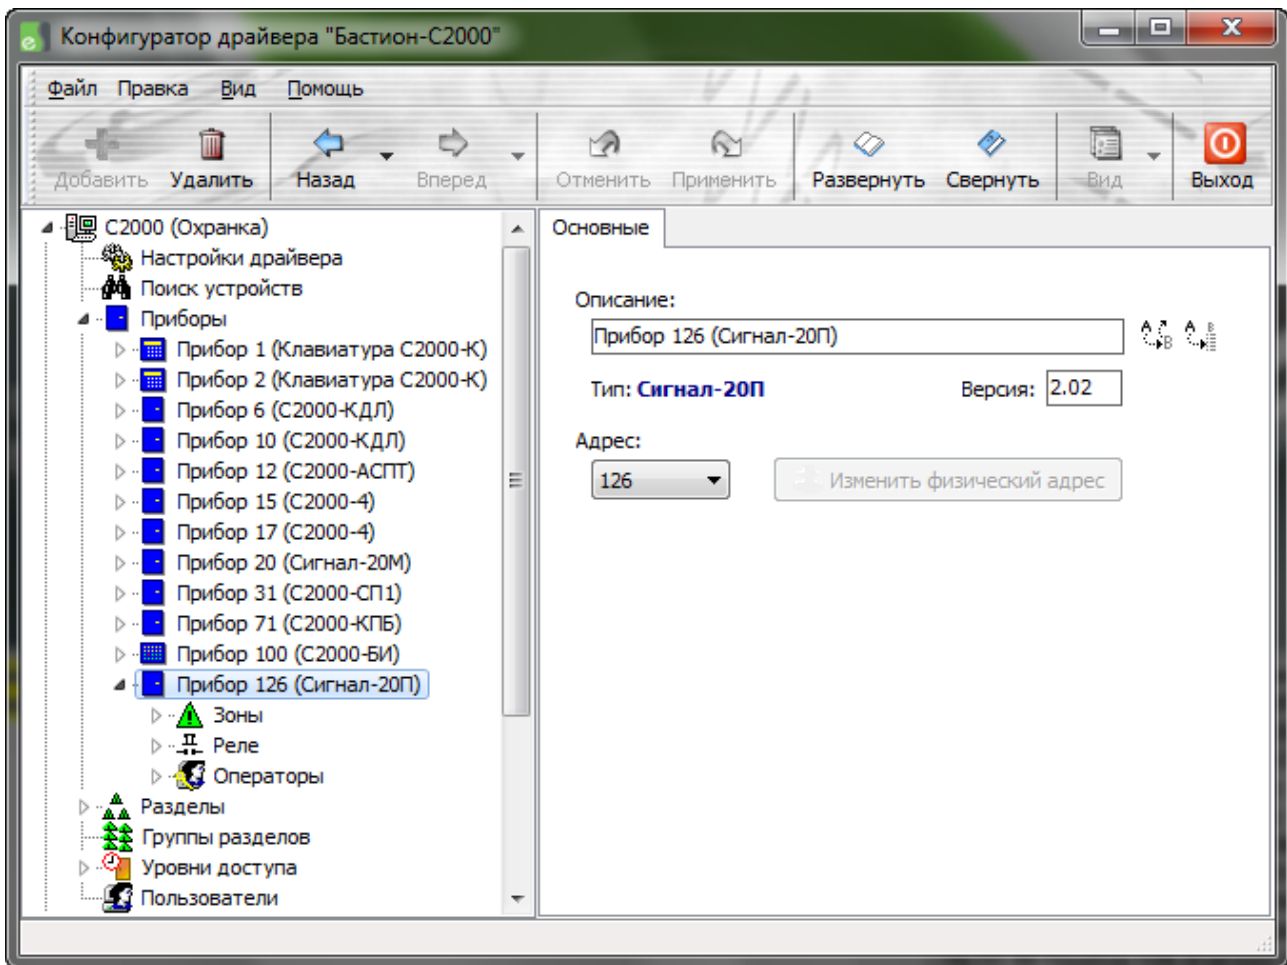 Конфигуратор драйвера "Бастион-С2000"
Файл Правка Вид Помощь
Добавить Удалить Назад Вперед Отменить Применить Развернуть Свернуть Вид Выход
С2000 (Охранка)
Настройки драйвера
Поиск устройств
Приборы
Прибор 1 (Клавиатура С2000-К)
Прибор 2 (Клавиатура С2000-К)
Прибор 6 (С2000-КДЛ)
Прибор 10 (С2000-КДЛ)
Прибор 12 (С2000-АСПТ)
Прибор 15 (С2000-4)
Прибор 17 (С2000-4)
Прибор 20 (Сигнал-20М)
Прибор 31 (С2000-СП1)
Прибор 71 (С2000-КПБ)
Прибор 100 (С2000-БИ)
Прибор 126 (Сигнал-20П)
Зоны
Реле
Операторы
Разделы
Группы разделов
Уровни доступа
Пользователи
Основные
Описание:
Прибор 126 (Сигнал-20П)
Тип: Сигнал-20П Версия: 2.02
Адрес:
126 Изменить физический адрес